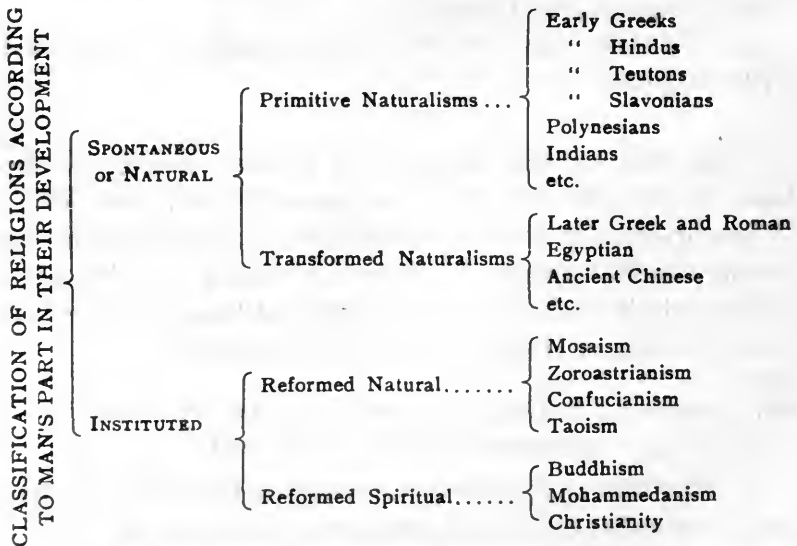 CLASSIFICATION OF RELIGIONS ACCORDING
TO MAN'S PART IN THEIR DEVELOPMENT
SPONTANEOUS
or NATURAL
Primitive Naturalisms ...
Early Greeks
“ Hindus
“ Teutons
“ Slavonians
Polynesians
Indians
etc.
Transformed Naturalisms
Later Greek and Roman
Egyptian
Ancient Chinese
etc.
INSTITUTED
Reformed Natural.......
Mosaism
Zoroastrianism
Confucianism
Taoism
Reformed Spiritual......
Buddhism
Mohammedanism
Christianity